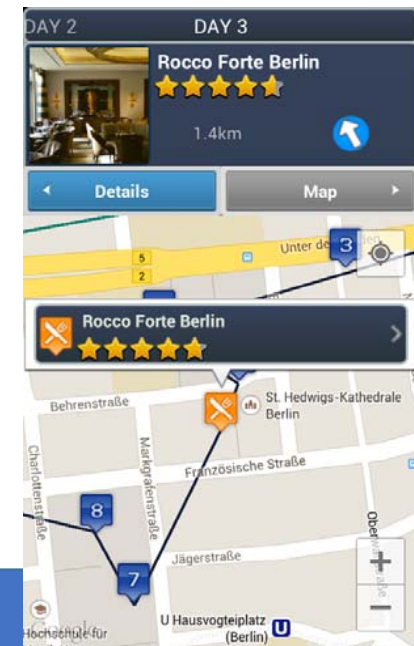 DAY 2
DAY 3
Rocco Forte Berlin
1.4km
Details
Map
5
Unter de
3
2
Rocco Forte Berlin
St. Hedwigs-Kathedrale
Berlin
Behrenstraße
Charlottenstraße
Markgrafenstraße
Französische Straße
8
Jägerstraße
7
+
−
U Hausvogteiplatz
(Berlin)
U
Google
Hochschule für